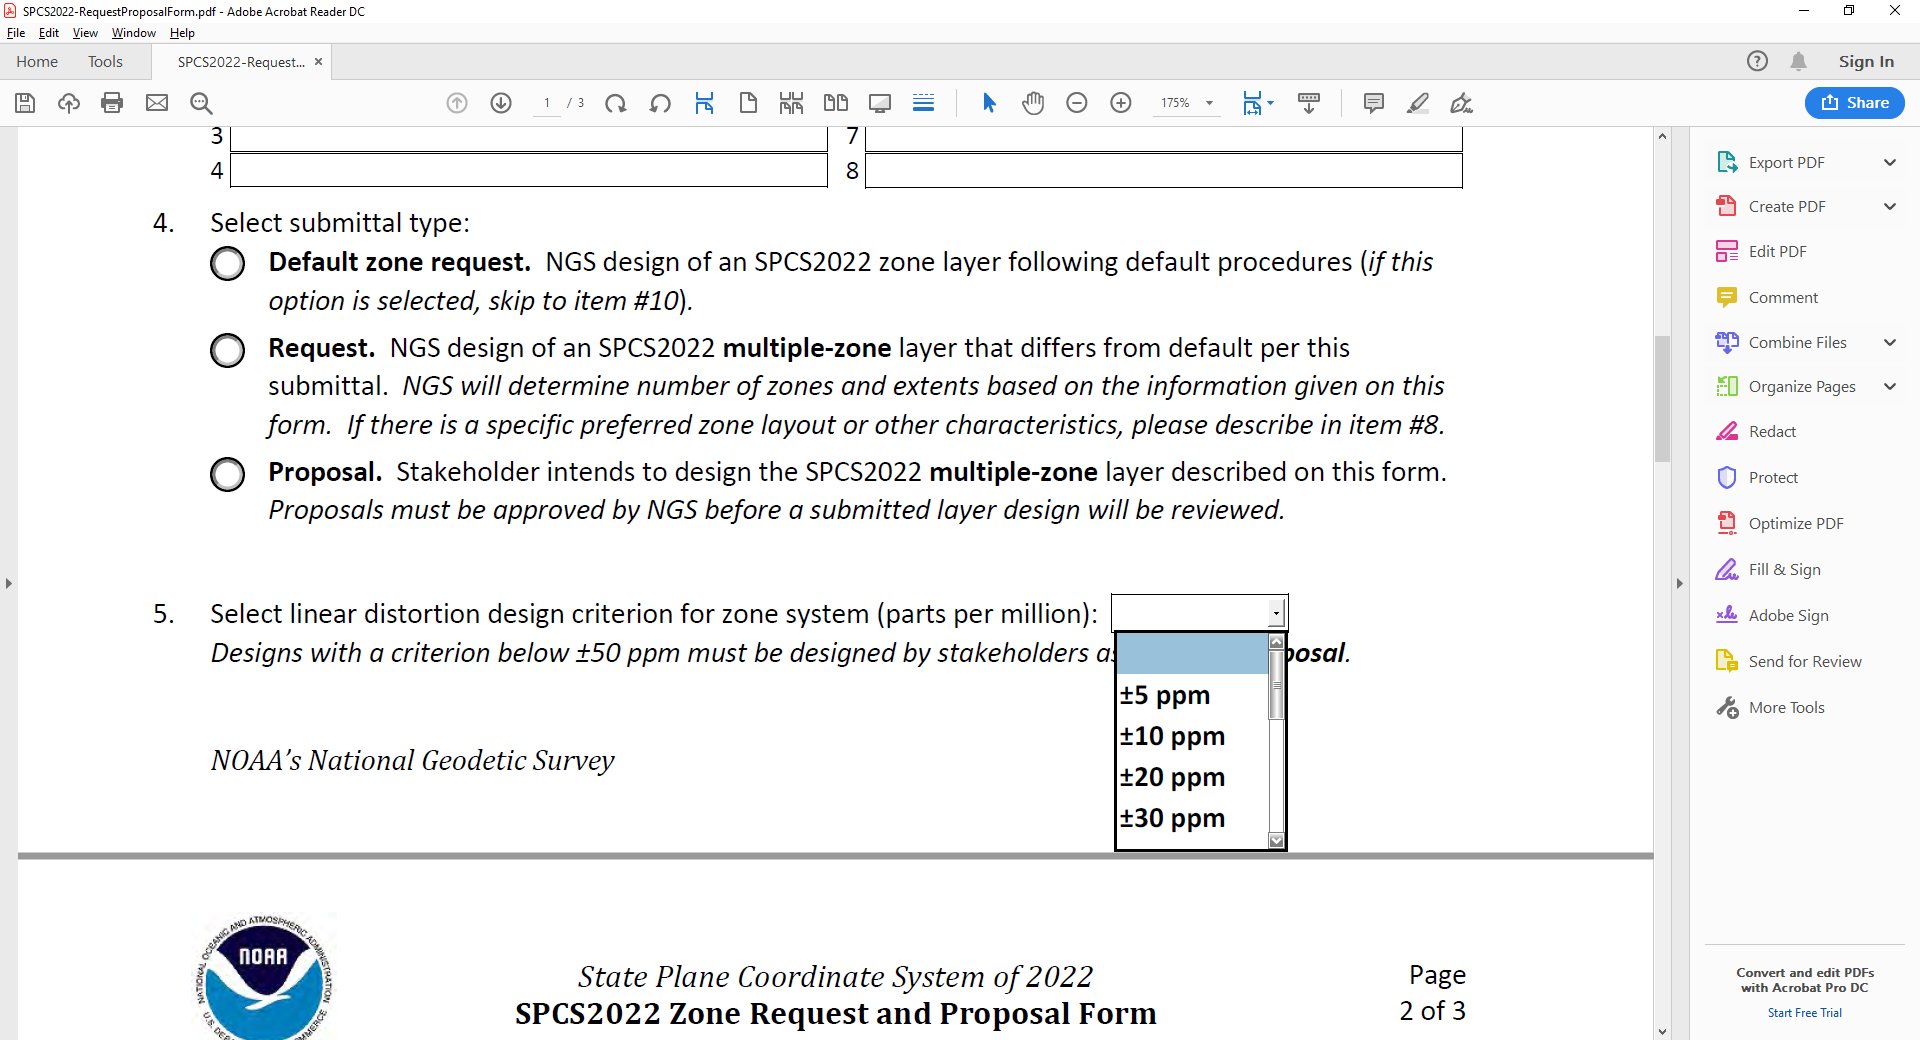 SPCS2022-RequestProposalForm.pdf - Adobe Acrobat Reader DC
File Edit View Window Help
Home Tools SPCS2022-Request... × Sign In
1 / 3 175% Share
3 7
4 8
4. Select submittal type:
Default zone request. NGS design of an SPCS2022 zone layer following default procedures (if this
option is selected, skip to item #10).
Request. NGS design of an SPCS2022 multiple-zone layer that differs from default per this
submittal. NGS will determine number of zones and extents based on the information given on this
form. If there is a specific preferred zone layout or other characteristics, please describe in item #8.
Proposal. Stakeholder intends to design the SPCS2022 multiple-zone layer described on this form.
Proposals must be approved by NGS before a submitted layer design will be reviewed.
5. Select linear distortion design criterion for zone system (parts per million):
Designs with a criterion below ±50 ppm must be designed by stakeholders as posal.
±5 ppm
±10 ppm
±20 ppm
±30 ppm
NOAA's National Geodetic Survey
NATIONAL OCEANIC AND ATMOSPHERIC ADMINISTRATION
NOAA
State Plane Coordinate System of 2022
SPCS2022 Zone Request and Proposal Form
Page
2 of 3
Export PDF
Create PDF
Edit PDF
Comment
Combine Files
Organize Pages
Redact
Protect
Optimize PDF
Fill & Sign
Adobe Sign
Send for Review
More Tools
Convert and edit PDFs
with Acrobat Pro DC
Start Free Trial